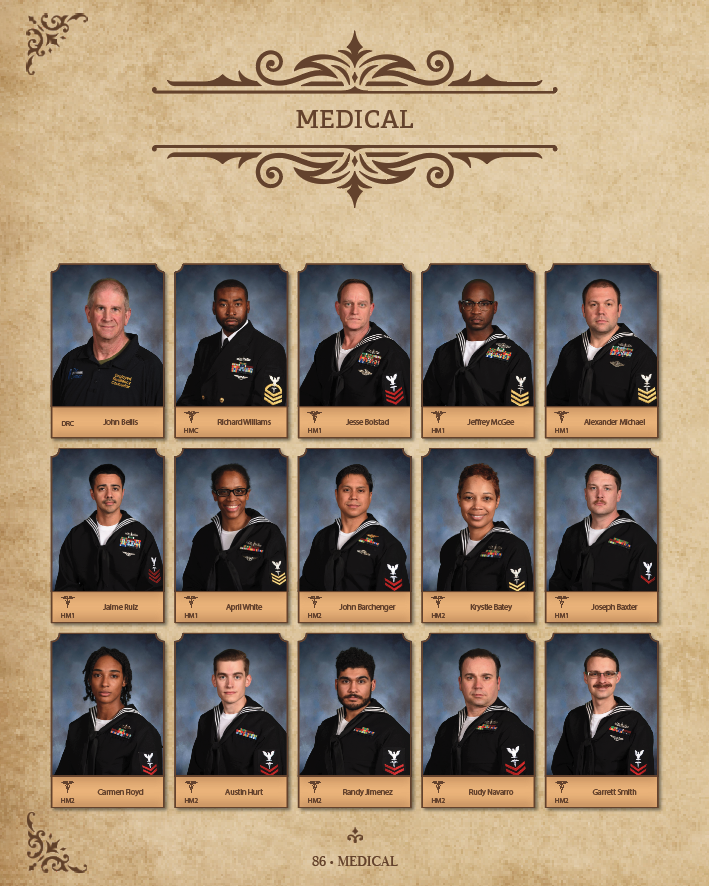 MEDICAL
DRC John Bellis
HMC Richard Williams
HM1 Jesse Bolstad
HM1 Jeffrey McGee
HM1 Alexander Michael
HM1 Jaime Ruiz
HM1 April White
HM2 John Barchenger
HM2 Krystle Batey
HM1 Joseph Baxter
HM2 Carmen Floyd
HM2 Austin Hurt
HM2 Randy Jimenez
HM2 Rudy Navarro
HM2 Garrett Smith
86 • MEDICAL